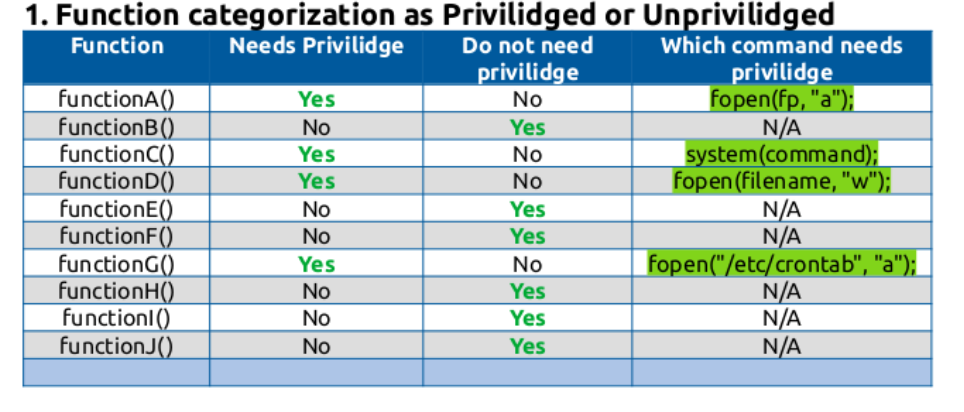 1. Function categorization as Privilidged or Unprivilidged
Function Needs Privilidge Do not need privilidge Which command needs privilidge
functionA() Yes No fopen(fp, "a");
functionB() No Yes N/A
functionC() Yes No system(command);
functionD() Yes No fopen(filename, "w");
functionE() No Yes N/A
functionF() No Yes N/A
functionG() Yes No fopen("/etc/crontab", "a");
functionH() No Yes N/A
functionI() No Yes N/A
functionJ() No Yes N/A